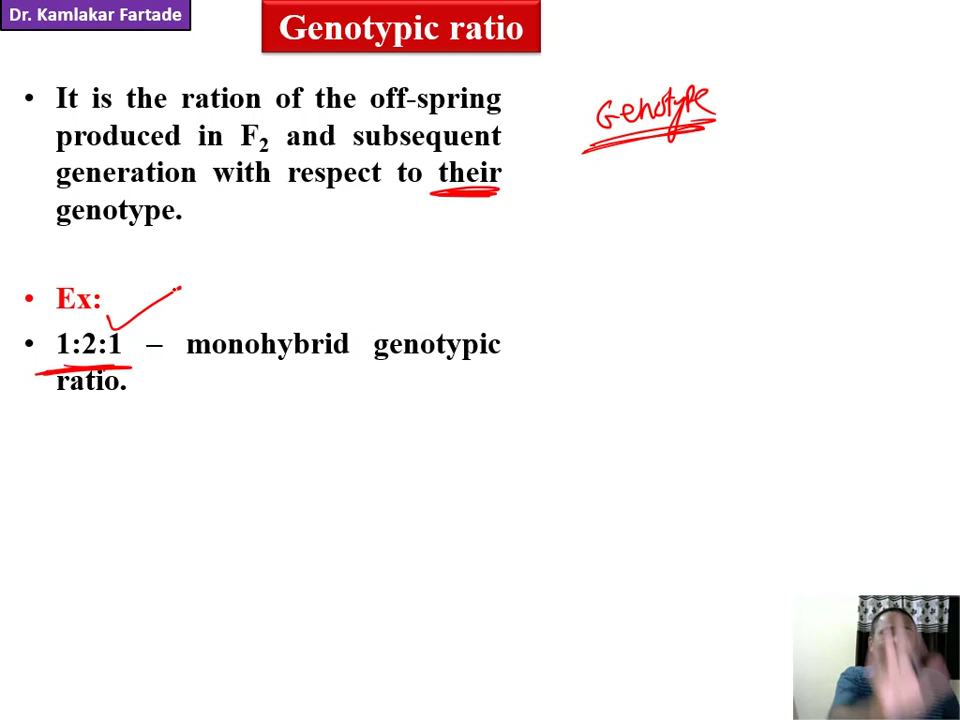 Dr. Kamlakar Fartade
Genotypic ratio
• It is the ration of the off-spring
produced in F₂ and subsequent
generation with respect to their
genotype.
Genotype
• Ex:
• 1:2:1 – monohybrid genotypic
ratio.